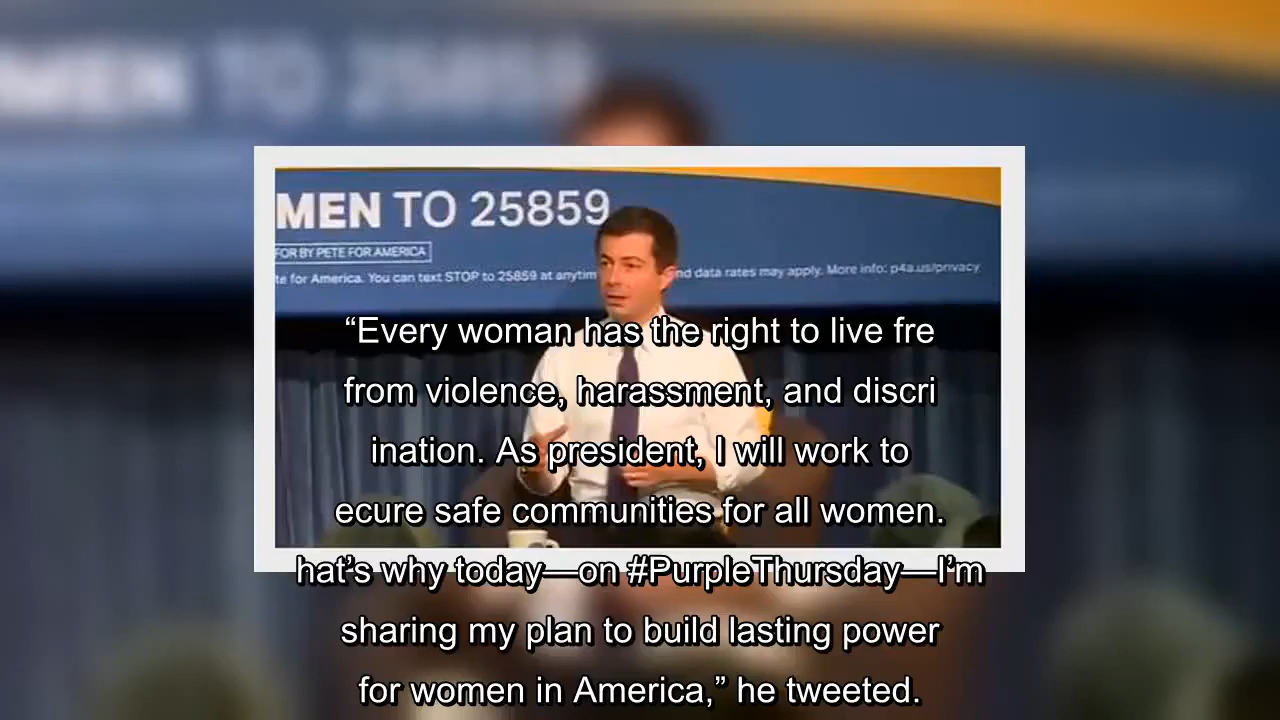 MEN TO 25859
FOR BY PETE FOR AMERICA
te for America. You can text STOP to 25859 at anytim nd data rates may apply. More info: p4a.us/privacy
“Every woman has the right to live fre
from violence, harassment, and discri
ination. As president, I will work to
ecure safe communities for all women.
hat’s why today—on #PurpleThursday—I’m
sharing my plan to build lasting power
for women in America,” he tweeted.